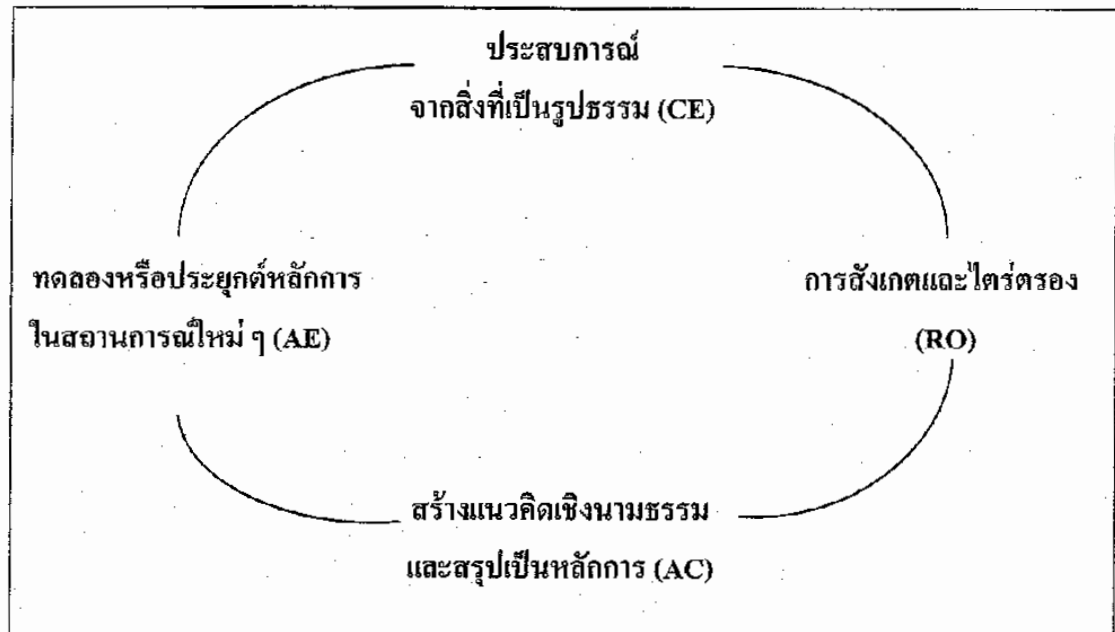 ประสบการณ์
จากสิ่งที่เป็นรูปธรรม (CE)
ทดลองหรือประยุกต์หลักการ
ในสถานการณ์ใหม่ ๆ (AE)
การสังเกตและไตร่ตรอง
(RO)
สร้างแนวคิดเชิงนามธรรม
และสรุปเป็นหลักการ (AC)